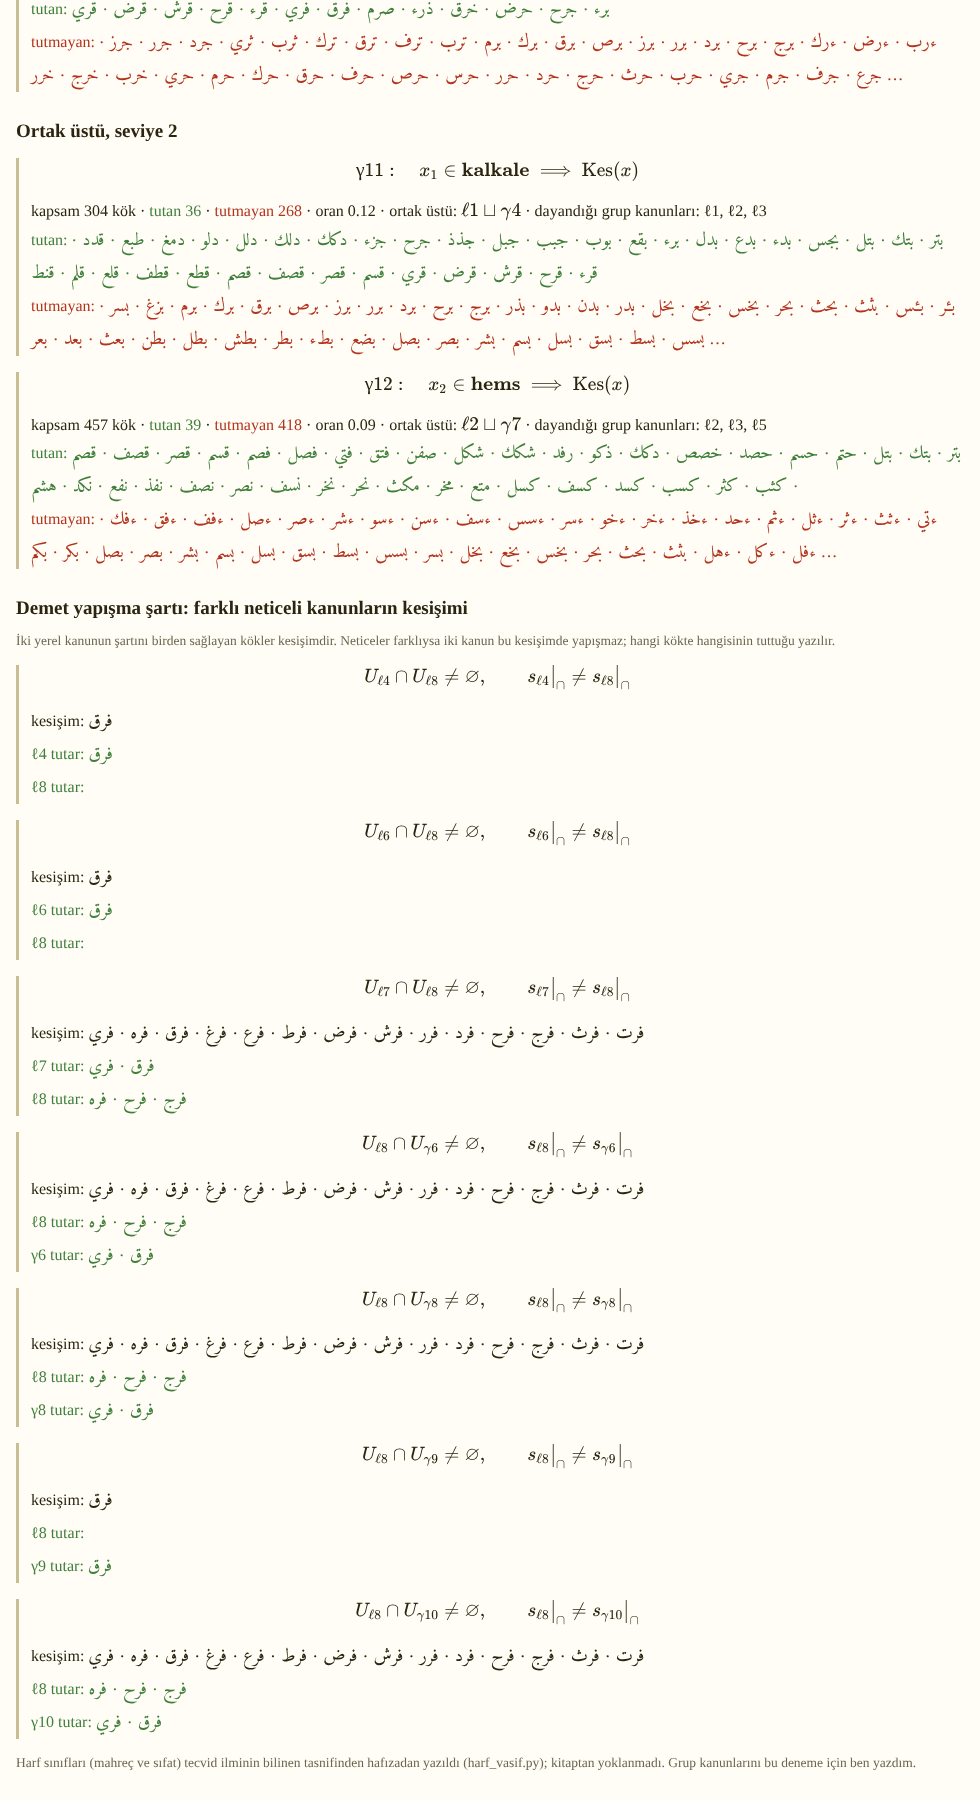 tutan: برء · جرح · حرض · خرق · ذرء · صرم · فرق · فري · قرء · قرح · قرش · قرض · قري
tutmayan: ءرب · ءرض · ءرك · برج · برح · برد · برر · برز · برص · برق · برك · برم · ترب · ترف · ترق · ترك · ثرب · ثري · جرد · جرر · جرز ·
جرع · جرف · جرم · جري · حرب · حرث · حرج · حرد · حرر · حرس · حرص · حرف · حرق · حرك · حرم · حري · خرب · خرج · خرر …
Ortak üstü, seviye 2
γ11 : x₁ ∈ kalkale ⟹ Kes(x)
kapsam 304 kök · tutan 36 · tutmayan 268 · oran 0.12 · ortak üstü: ℓ1 ⊔ γ4 · dayandığı grup kanunları: ℓ1, ℓ2, ℓ3
tutan: بتر · بتك · بتل · بجس · بدء · بدع · بدل · برء · بقع · بوب · جبب · جبل · جذذ · جرح · جزء · دكك · دلك · دلل · دلو · دمغ · طبع · قدد ·
قرء · قرح · قرش · قرض · قري · قسم · قصر · قصف · قصم · قطع · قطف · قلع · قلم · قنط
tutmayan: بئر · بئس · بثث · بحث · بحر · بخس · بخع · بخل · بدر · بدن · بدو · بذر · برج · برح · برد · برر · برز · برص · برق · برك · برم · بزغ · بسر ·
بسس · بسط · بسق · بسل · بسم · بشر · بصر · بصل · بضع · بطء · بطر · بطش · بطل · بطن · بعث · بعد · بعر …
γ12 : x₂ ∈ hems ⟹ Kes(x)
kapsam 457 kök · tutan 39 · tutmayan 418 · oran 0.09 · ortak üstü: ℓ2 ⊔ γ7 · dayandığı grup kanunları: ℓ2, ℓ3, ℓ5
tutan: بتر · بتك · بتل · حتم · حسم · حصد · خصص · دكك · ذكو · رفد · شكك · شكل · صفن · فتق · فتي · فصل · فصم · قسم · قصر · قصف · قصم
· كثب · كثر · كسب · كسد · كسف · كسل · متع · مخر · مكث · نحر · نخر · نسف · نصر · نصف · نفذ · نفع · نكد · هشم
tutmayan: ءتي · ءثث · ءثر · ءثل · ءثم · ءحد · ءخذ · ءخر · ءخو · ءسر · ءسس · ءسف · ءسن · ءسو · ءشر · ءصر · ءصل · ءفف · ءفق · ءفك ·
ءفل · ءكل · ءهل · بثث · بحث · بحر · بخس · بخع · بخل · بسر · بسس · بسط · بسق · بسل · بسم · بشر · بصر · بصل · بكر · بكم …
Demet yapışma şartı: farklı neticeli kanunların kesişimi
İki yerel kanunun şartını birden sağlayan kökler kesişimdir. Neticeler farklıysa iki kanun bu kesişimde yapışmaz; hangi kökte hangisinin tuttuğu yazılır.
U_ℓ4 ∩ U_ℓ8 ≠ ∅, s_ℓ4|_∩ ≠ s_ℓ8|_∩
kesişim: فرق
ℓ4 tutar: فرق
ℓ8 tutar:
U_ℓ6 ∩ U_ℓ8 ≠ ∅, s_ℓ6|_∩ ≠ s_ℓ8|_∩
kesişim: فرق
ℓ6 tutar: فرق
ℓ8 tutar:
U_ℓ7 ∩ U_ℓ8 ≠ ∅, s_ℓ7|_∩ ≠ s_ℓ8|_∩
kesişim: فرت · فرث · فرج · فرح · فرد · فرر · فرش · فرض · فرط · فرع · فرغ · فرق · فره · فري
ℓ7 tutar: فرق · فري
ℓ8 tutar: فرج · فرح · فره
U_ℓ8 ∩ U_γ6 ≠ ∅, s_ℓ8|_∩ ≠ s_γ6|_∩
kesişim: فرت · فرث · فرج · فرح · فرد · فرر · فرش · فرض · فرط · فرع · فرغ · فرق · فره · فري
ℓ8 tutar: فرج · فرح · فره
γ6 tutar: فرق · فري
U_ℓ8 ∩ U_γ8 ≠ ∅, s_ℓ8|_∩ ≠ s_γ8|_∩
kesişim: فرت · فرث · فرج · فرح · فرد · فرر · فرش · فرض · فرط · فرع · فرغ · فرق · فره · فري
ℓ8 tutar: فرج · فرح · فره
γ8 tutar: فرق · فري
U_ℓ8 ∩ U_γ9 ≠ ∅, s_ℓ8|_∩ ≠ s_γ9|_∩
kesişim: فرق
ℓ8 tutar:
γ9 tutar: فرق
U_ℓ8 ∩ U_γ10 ≠ ∅, s_ℓ8|_∩ ≠ s_γ10|_∩
kesişim: فرت · فرث · فرج · فرح · فرد · فرر · فرش · فرض · فرط · فرع · فرغ · فرق · فره · فري
ℓ8 tutar: فرج · فرح · فره
γ10 tutar: فرق · فري
Harf sınıfları (mahreç ve sıfat) tecvid ilminin bilinen tasnifinden hafızadan yazıldı (harf_vasif.py); kitaptan yoklanmadı. Grup kanunlarını bu deneme için ben yazdım.